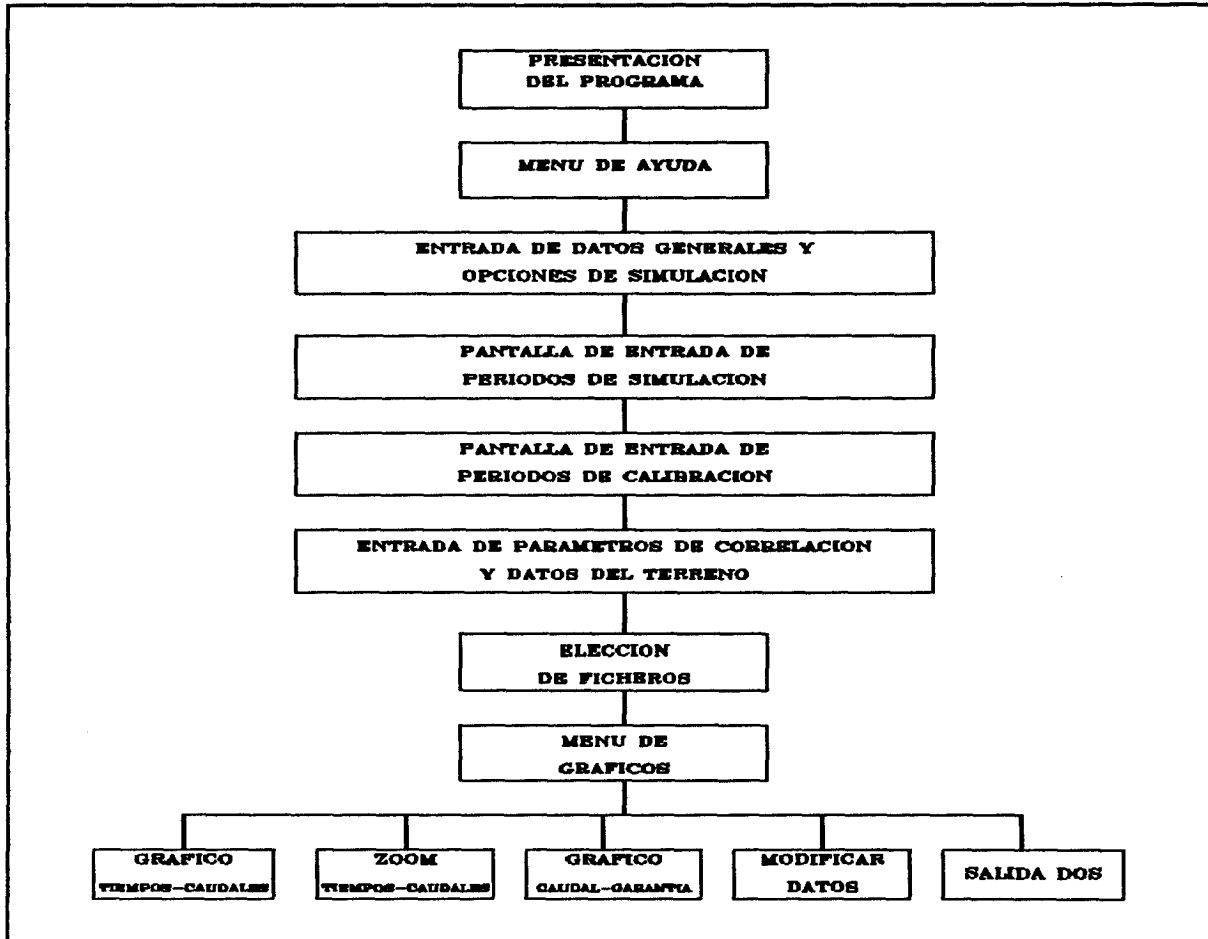 PRESENTACION
DEL PROGRAMA
MENU DE AYUDA
ENTRADA DE DATOS GENERALES Y
OPCIONES DE SIMULACION
PANTALLA DE ENTRADA DE
PERIODOS DE SIMULACION
PANTALLA DE ENTRADA DE
PERIODOS DE CALIBRACION
ENTRADA DE PARAMETROS DE CORRELACION
Y DATOS DEL TERRENO
ELECCION
DE FICHEROS
MENU DE
GRAFICOS
GRAFICO
TIEMPOS-CAUDALES
ZOOM
TIEMPOS-CAUDALES
GRAFICO
CAUDAL-GARANTIA
MODIFICAR
DATOS
SALIDA DOS